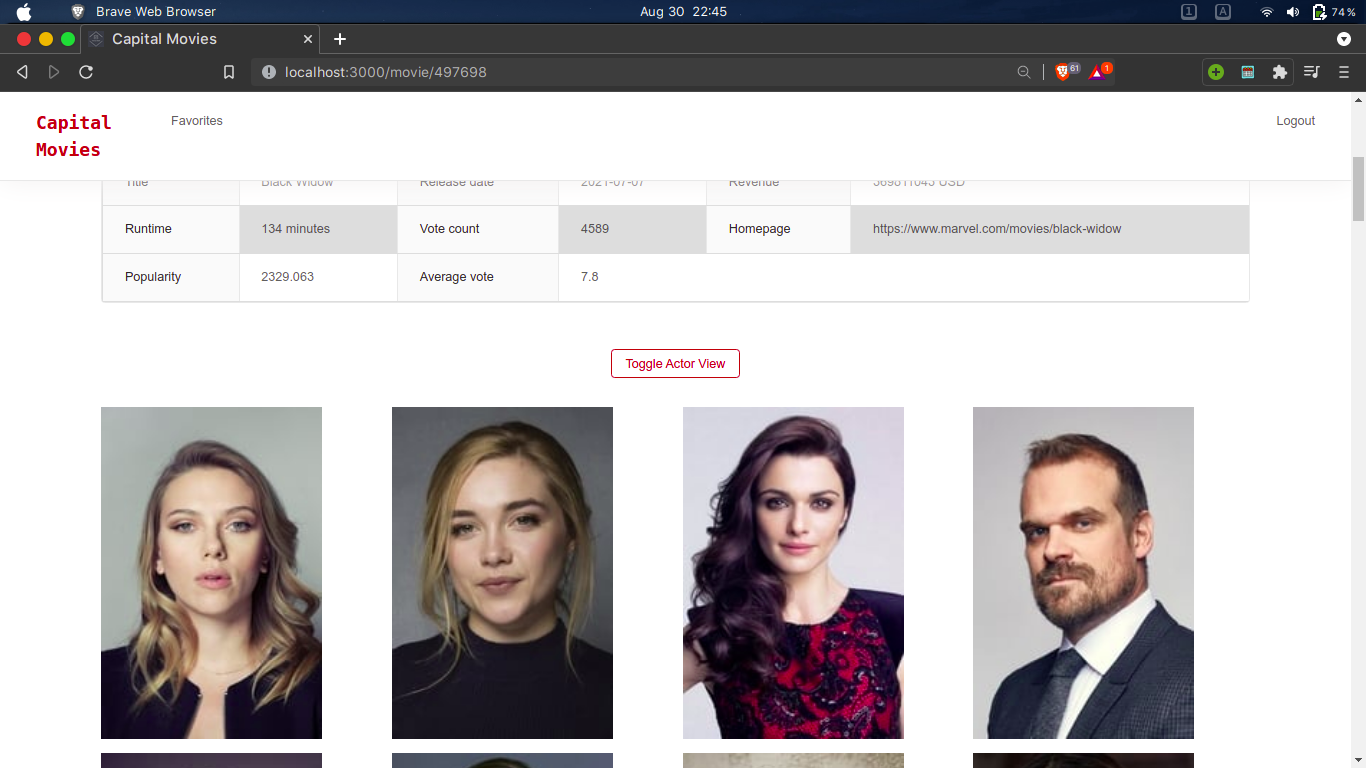 Brave Web Browser Aug 30 22:45 1 A 74%
Capital Movies
localhost:3000/movie/497698 61 1
Capital Movies Favorites Logout
Title Black Widow Release date 2021-07-07 Revenue USD
Runtime 134 minutes Vote count 4589 Homepage https://www.marvel.com/movies/black-widow
Popularity 2329.063 Average vote 7.8
Toggle Actor View